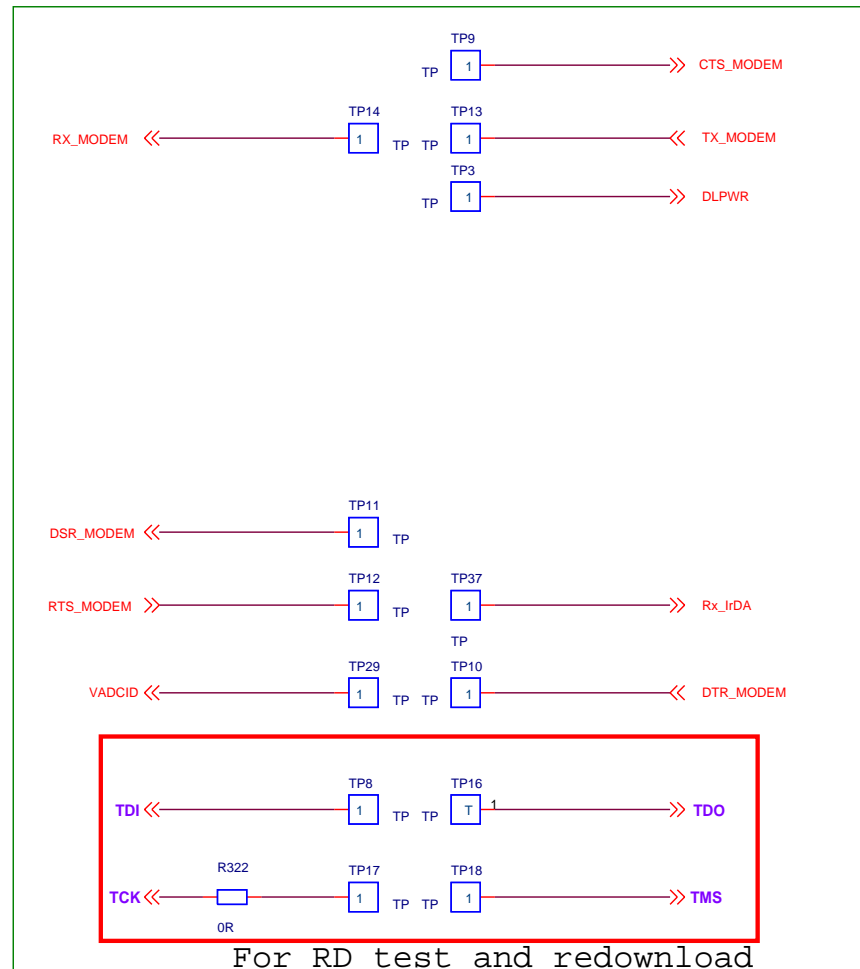 TP9
TP 1 CTS_MODEM
TP14 TP13
RX_MODEM 1 TP TP 1 TX_MODEM
TP3
TP 1 DLPWR
TP11
DSR_MODEM 1 TP
TP12 TP37
RTS_MODEM 1 TP 1 Rx_IrDA
TP
TP29 TP10
VADCID 1 TP TP 1 DTR_MODEM
TP8 TP16
TDI 1 TP TP T 1 TDO
R322 TP17 TP18
TCK 1 TP TP 1 TMS
0R
For RD test and redownload